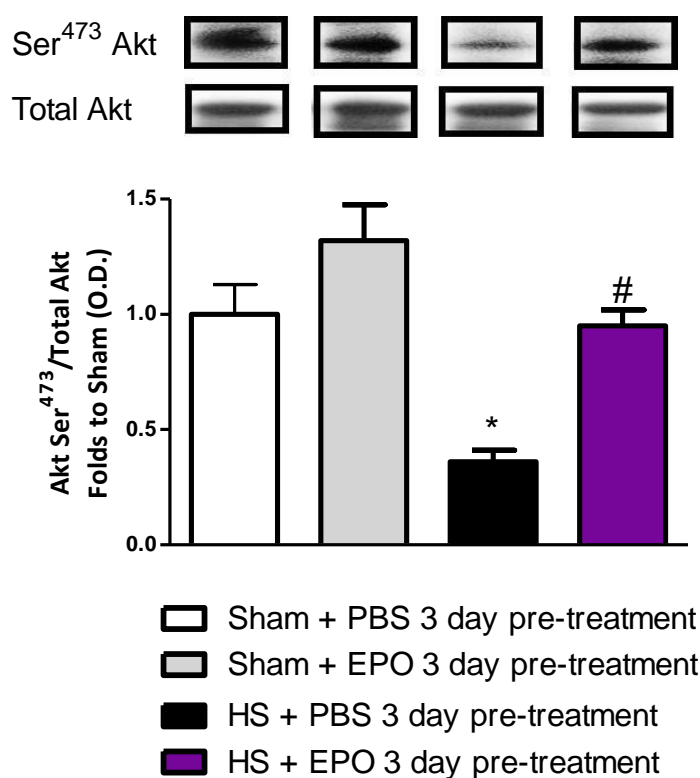 Ser⁴⁷³ Akt
Total Akt
Akt Ser⁴⁷³/Total Akt
Folds to Sham (O.D.)
1.5
1.0
0.5
0.0
*
#
Sham + PBS 3 day pre-treatment
Sham + EPO 3 day pre-treatment
HS + PBS 3 day pre-treatment
HS + EPO 3 day pre-treatment